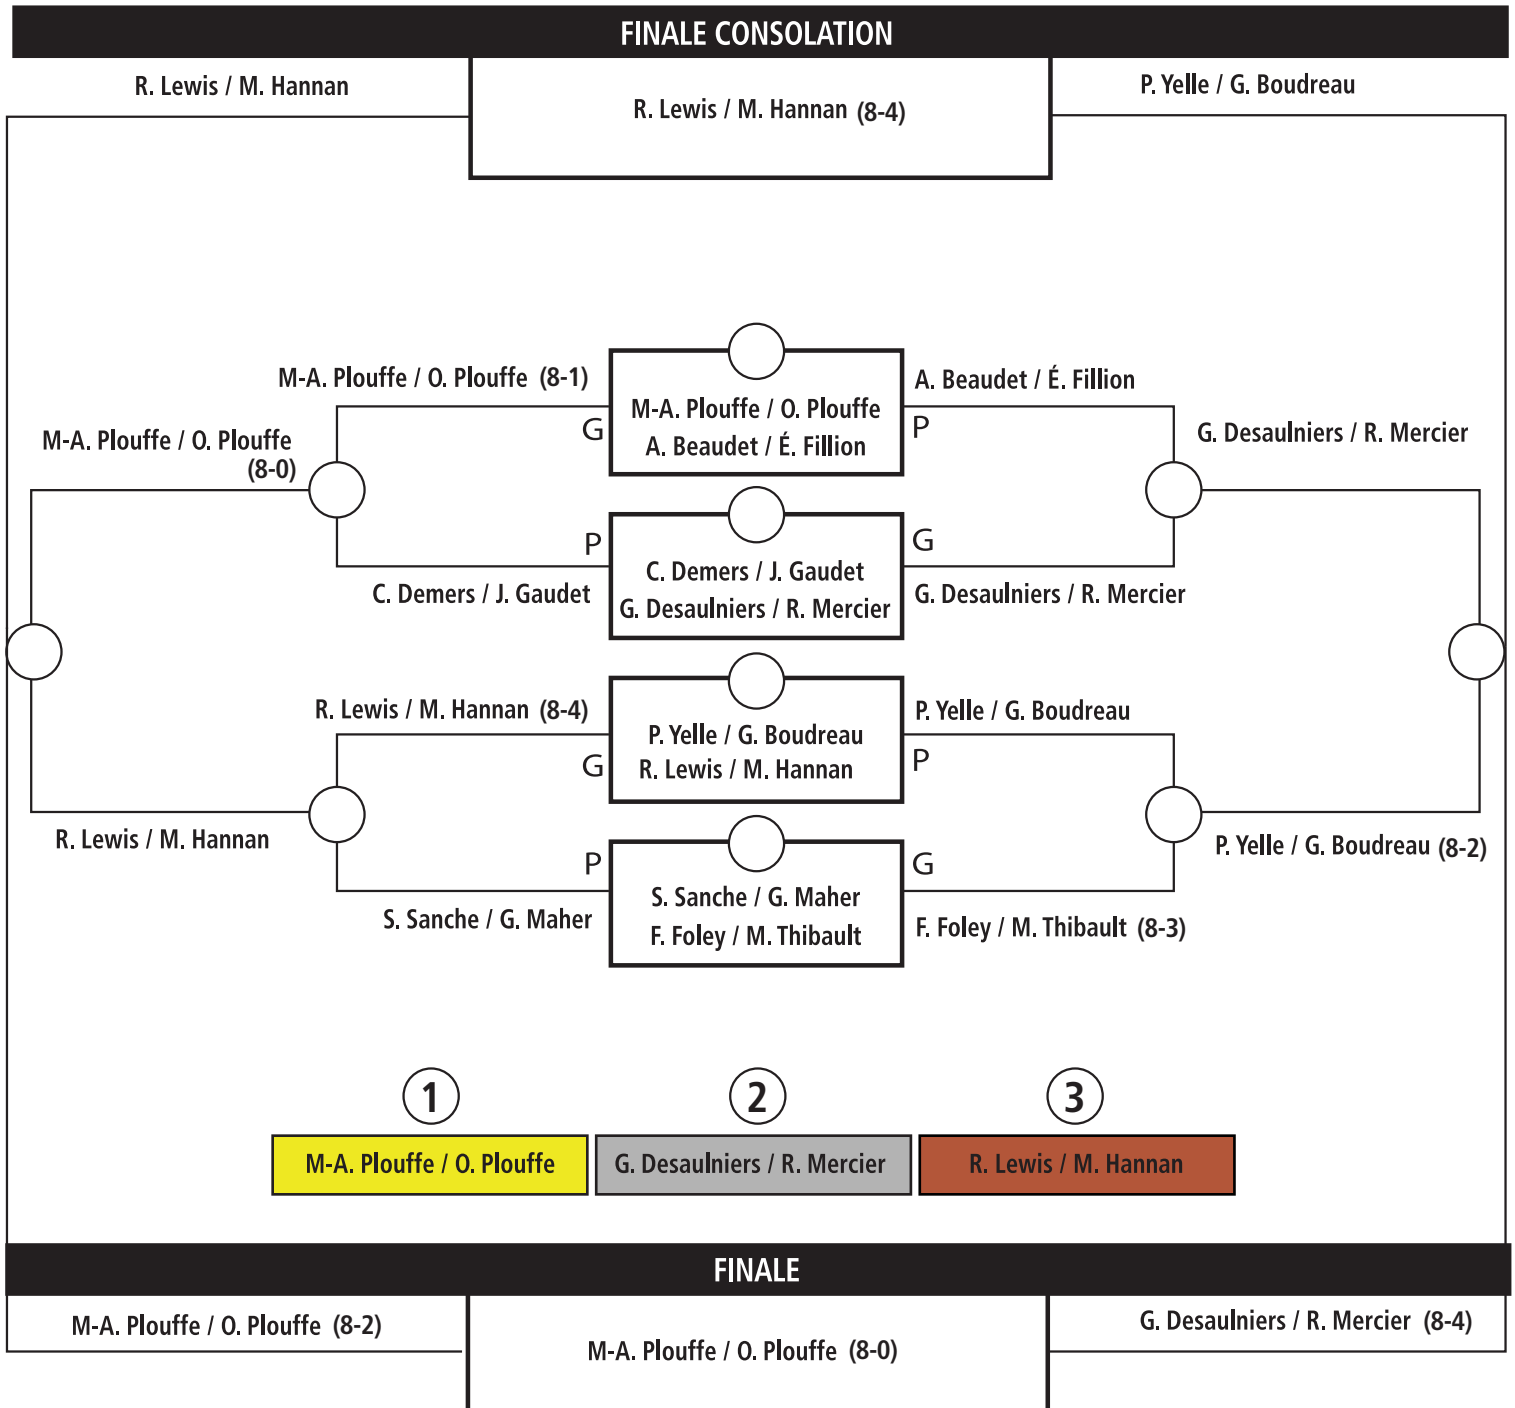 FINALE CONSOLATION
R. Lewis / M. Hannan
R. Lewis / M. Hannan (8-4)
P. Yelle / G. Boudreau
M-A. Plouffe / O. Plouffe (8-1)
M-A. Plouffe / O. Plouffe
A. Beaudet / É. Fillion
A. Beaudet / É. Fillion
G
P
M-A. Plouffe / O. Plouffe
(8-0)
G. Desaulniers / R. Mercier
P
G
C. Demers / J. Gaudet
G. Desaulniers / R. Mercier
C. Demers / J. Gaudet
G. Desaulniers / R. Mercier
R. Lewis / M. Hannan (8-4)
P. Yelle / G. Boudreau
R. Lewis / M. Hannan
P. Yelle / G. Boudreau
G
P
R. Lewis / M. Hannan
P. Yelle / G. Boudreau (8-2)
P
G
S. Sanche / G. Maher
F. Foley / M. Thibault
S. Sanche / G. Maher
F. Foley / M. Thibault (8-3)
1
2
3
M-A. Plouffe / O. Plouffe
G. Desaulniers / R. Mercier
R. Lewis / M. Hannan
FINALE
M-A. Plouffe / O. Plouffe (8-2)
M-A. Plouffe / O. Plouffe (8-0)
G. Desaulniers / R. Mercier (8-4)